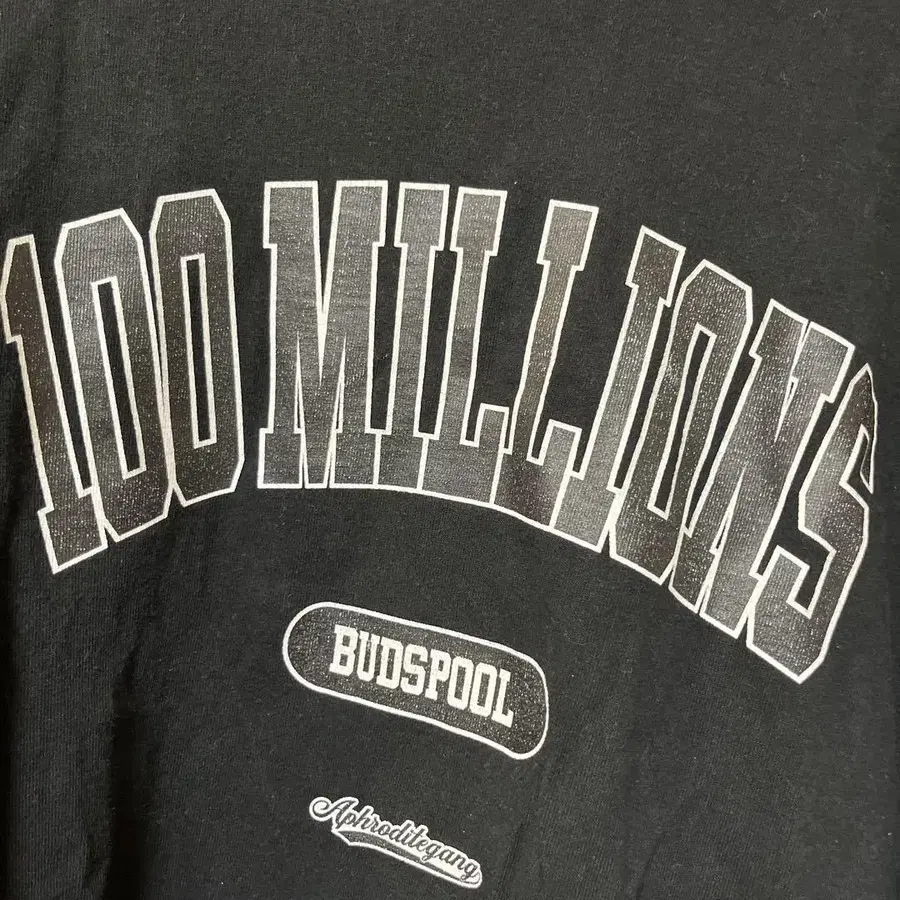 100 MILLIONS
BUDSPOOL
Aphroditegang